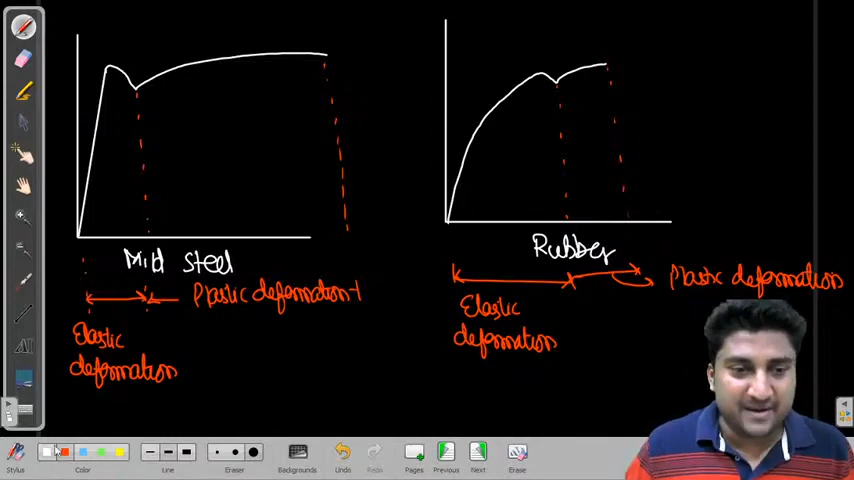 Mid steel
Plastic deformation
Elastic
deformation
Rubber
Plastic deformation
Elastic
deformation
Stylus
Color
Line
Eraser
Backgrounds
Undo
Redo
Pages
Previous
Next
Erase